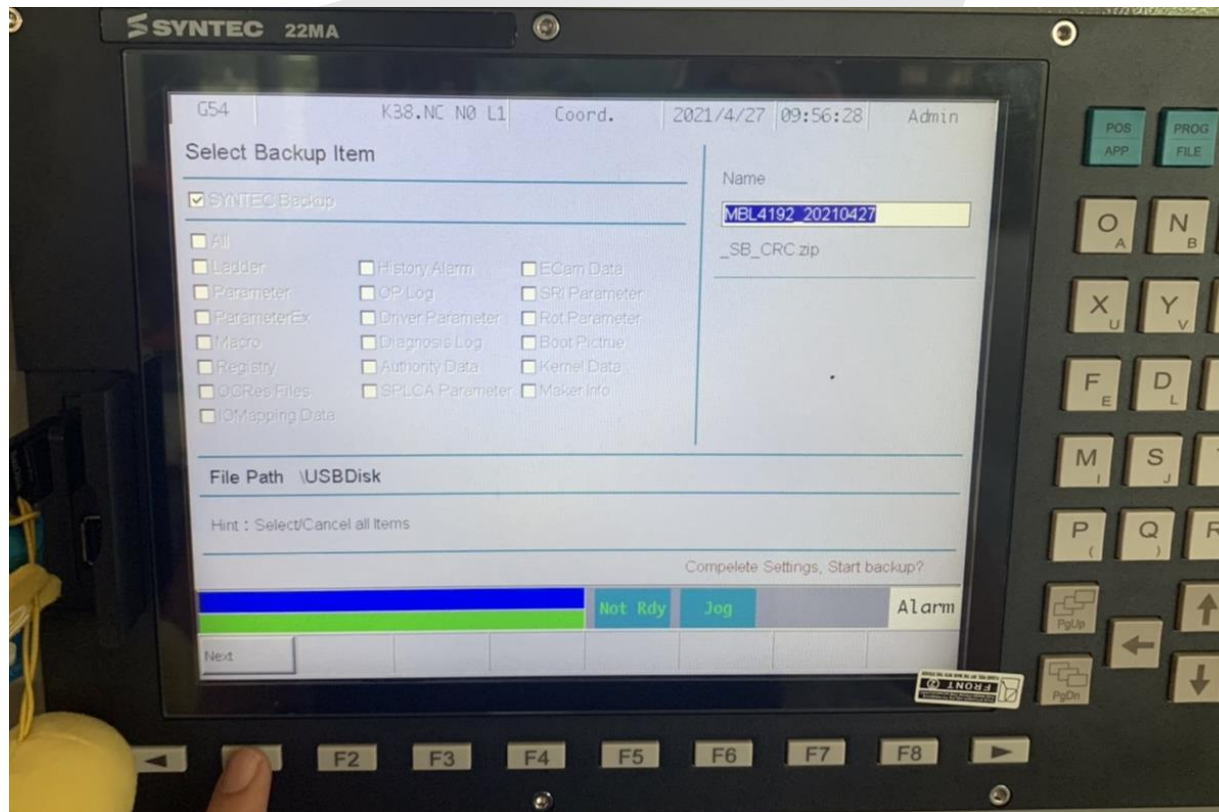 SYNTEC 22MA
G54 K38.NC N0 L1 Coord. 2021/4/27 09:56:28 Admin
Select Backup Item
SYNTEC Backup
All
Ladder History Alarm ECam Data
Parameter OP Log SRI Parameter
ParameterEx Driver Parameter Rot Parameter
Macro Diagnosis Log Boot Pictrue
Registry Authority Data Kernel Data
OCRes Files SPLCA Parameter Maker Info
IOMapping Data
Name
MBL4192_20210427
_SB_CRC.zip
File Path \USBDisk
Hint : Select/Cancel all Items
Compelete Settings, Start backup?
Not Rdy Jog Alarm
Next
FRONT
F2 F3 F4 F5 F6 F7 F8
POS APP
PROG FILE
O A N B
X U Y V
F E D L
M I S J
P ( Q ) R
PgUp
PgDn